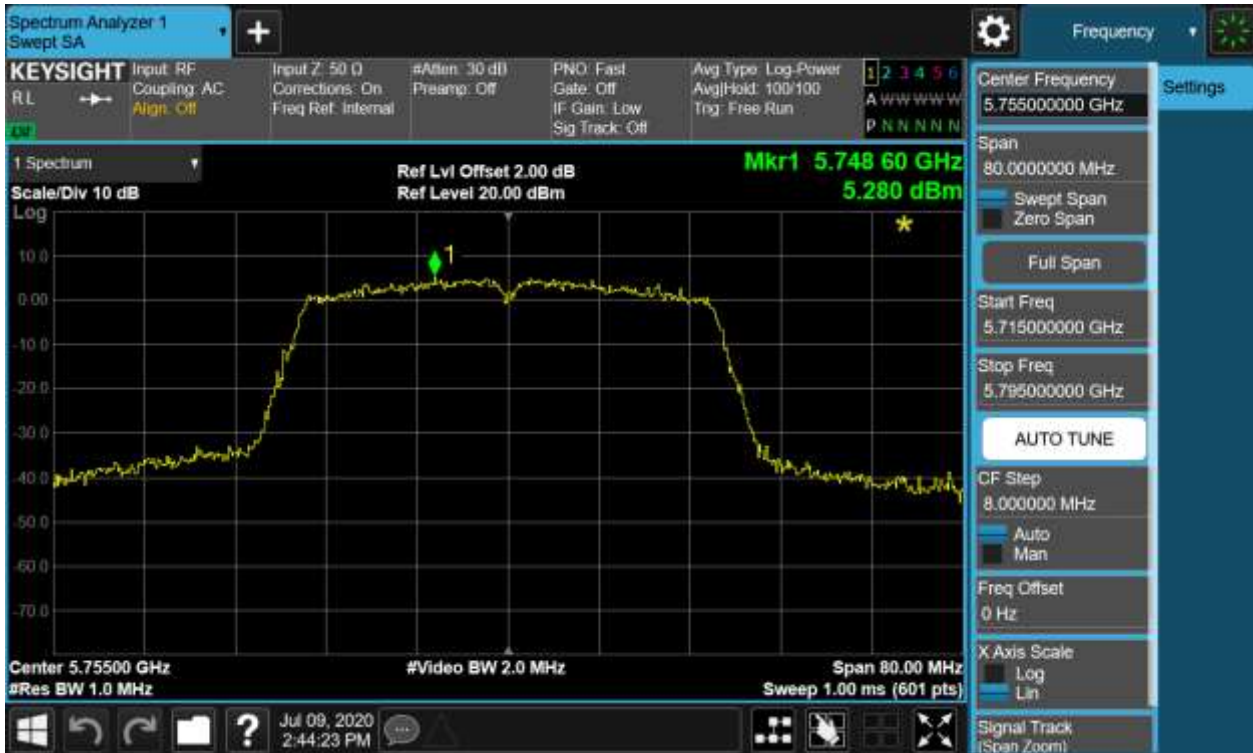 Spectrum Analyzer 1
Swept SA
+
Frequency
KEYSIGHT
RL
Input: RF
Coupling: AC
Align: Off
Input Z: 50 Ω
Corrections: On
Freq Ref: Internal
#Atten: 30 dB
Preamp: Off
PNO: Fast
Gate: Off
IF Gain: Low
Sig Track: Off
Avg Type: Log-Power
Avg|Hold: 100/100
Trig: Free Run
1 2 3 4 5 6
A W W W W W
P N N N N N
1 Spectrum
Scale/Div 10 dB
Ref Lvl Offset 2.00 dB
Ref Level 20.00 dBm
Mkr1 5.748 60 GHz
5.280 dBm
Log
1
10.0
0.00
-10.0
-20.0
-30.0
-40.0
-50.0
-60.0
-70.0
Center 5.75500 GHz
#Res BW 1.0 MHz
#Video BW 2.0 MHz
Span 80.00 MHz
Sweep 1.00 ms (601 pts)
Center Frequency
5.755000000 GHz
Settings
Span
80.0000000 MHz
Swept Span
Zero Span
Full Span
Start Freq
5.715000000 GHz
Stop Freq
5.795000000 GHz
AUTO TUNE
CF Step
8.000000 MHz
Auto
Man
Freq Offset
0 Hz
X Axis Scale
Log
Lin
Signal Track
(Span Zoom)
?
Jul 09, 2020
2:44:23 PM